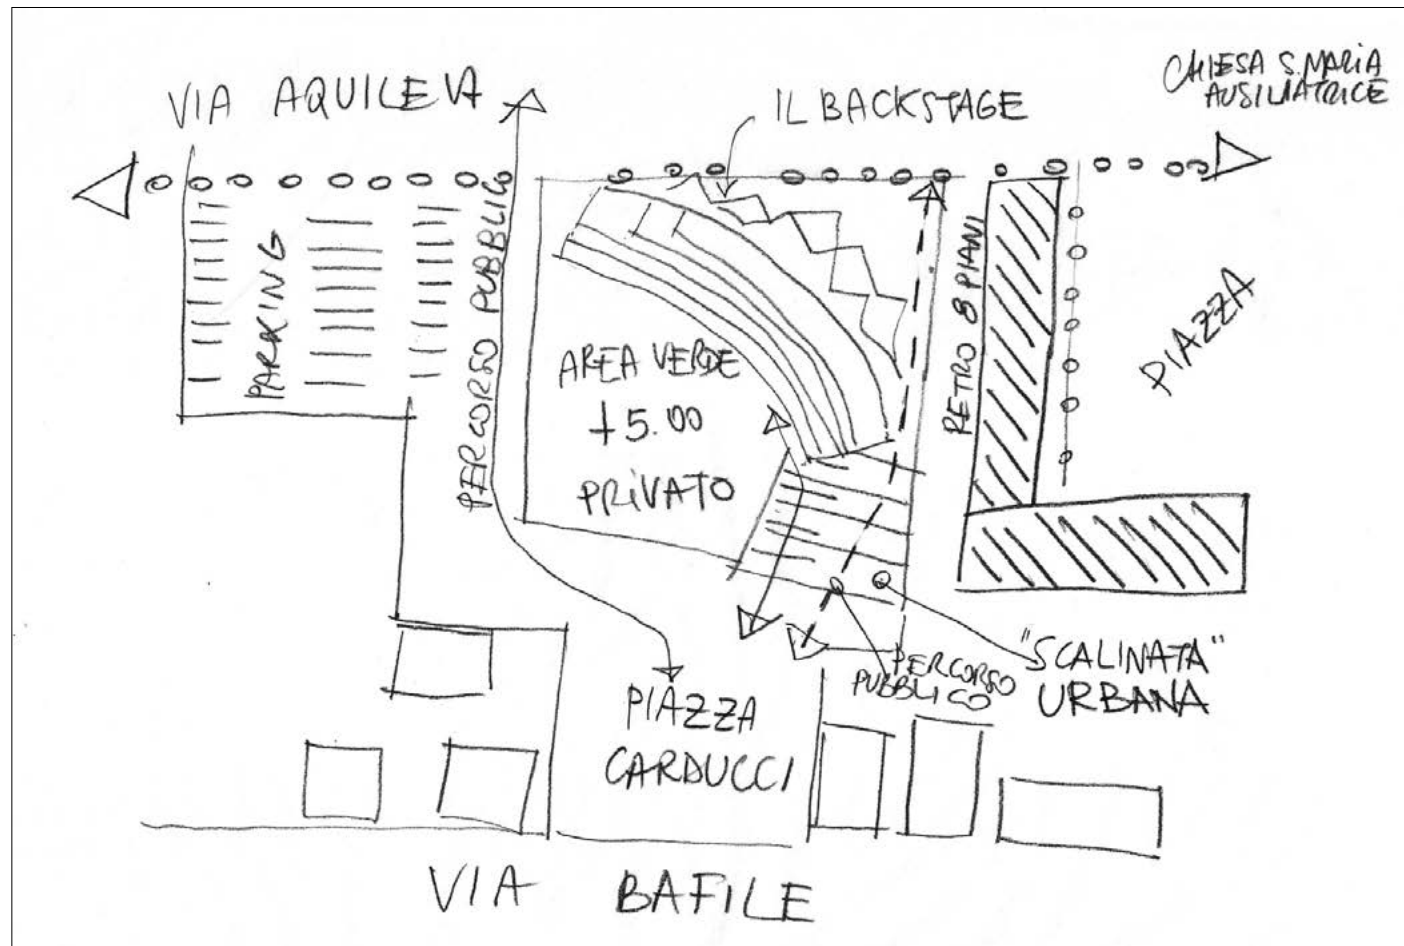 VIA AQUILEIA
IL BACKSTAGE
CHIESA S. MARIA
AUSILIATRICE
PARKING
PERCORSO PUBBLICO
RETRO 8 PIANI
PIAZZA
AREA VERDE
+5.00
PRIVATO
"SCALINATA"
URBANA
PERCORSO
PUBBLICO
PIAZZA
CARDUCCI
VIA BAFILE